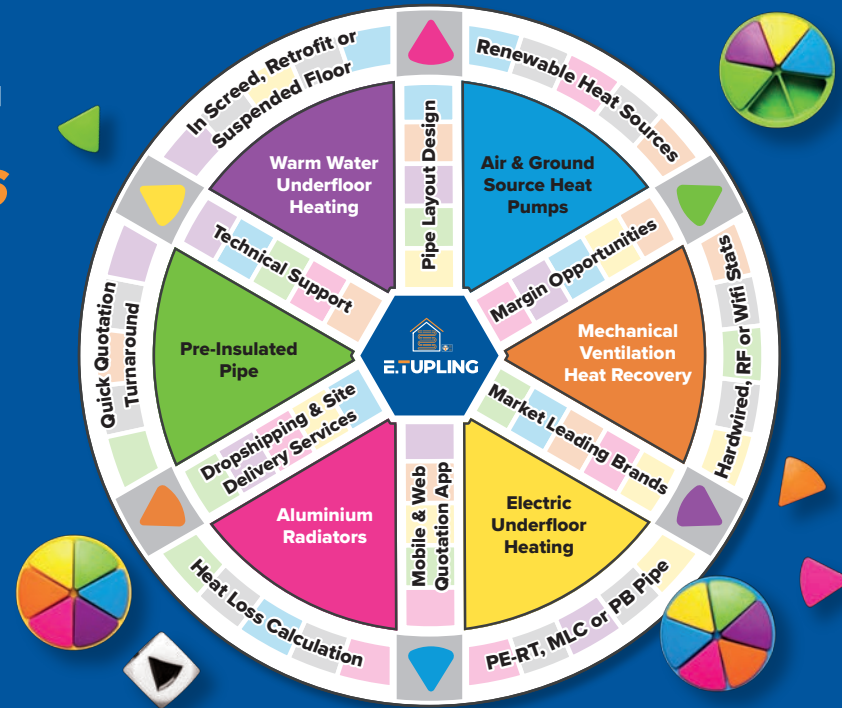 In Screed, Retrofit or
Suspended Floor
Renewable Heat Sources
Warm Water
Underfloor
Heating
Pipe Layout Design
Air & Ground
Source Heat
Pumps
Technical Support
Margin Opportunities
Quick Quotation
Turnaround
Pre-Insulated
Pipe
E.TUPLING
Mechanical
Ventilation
Heat Recovery
Hardwired, RF or Wifi Stats
Dropshipping & Site
Delivery Services
Market Leading Brands
Aluminium
Radiators
Mobile & Web
Quotation App
Electric
Underfloor
Heating
Heat Loss Calculation
PE-RT, MLC or PB Pipe